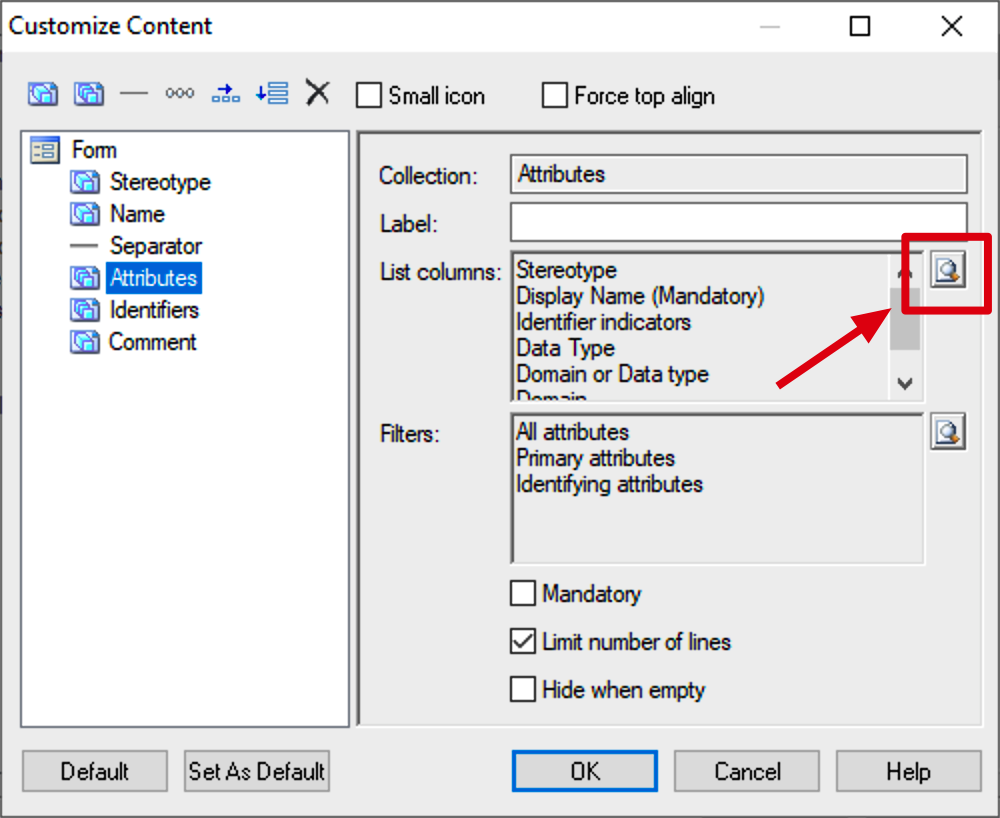 Customize Content
Small icon
Force top align
Form
Stereotype
Name
Separator
Attributes
Identifiers
Comment
Collection:
Attributes
Label:
List columns:
Stereotype
Display Name (Mandatory)
Identifier indicators
Data Type
Domain or Data type
Domain
Filters:
All attributes
Primary attributes
Identifying attributes
Mandatory
Limit number of lines
Hide when empty
Default
Set As Default
OK
Cancel
Help